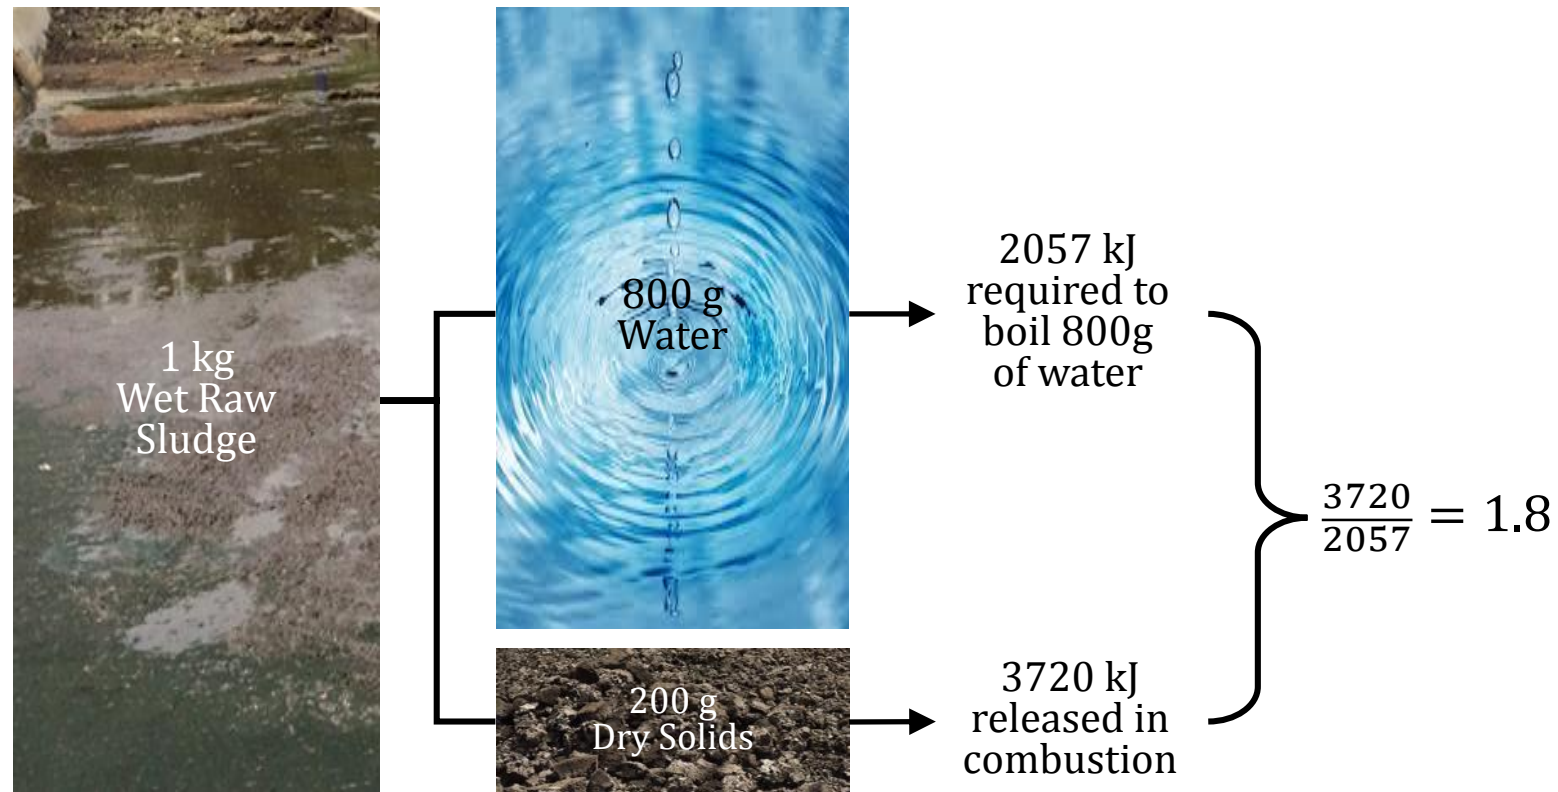 1 kg
Wet Raw
Sludge
800 g
Water
200 g
Dry Solids
2057 kJ
required to
boil 800g
of water
3720 kJ
released in
combustion
3720/2057 = 1.8